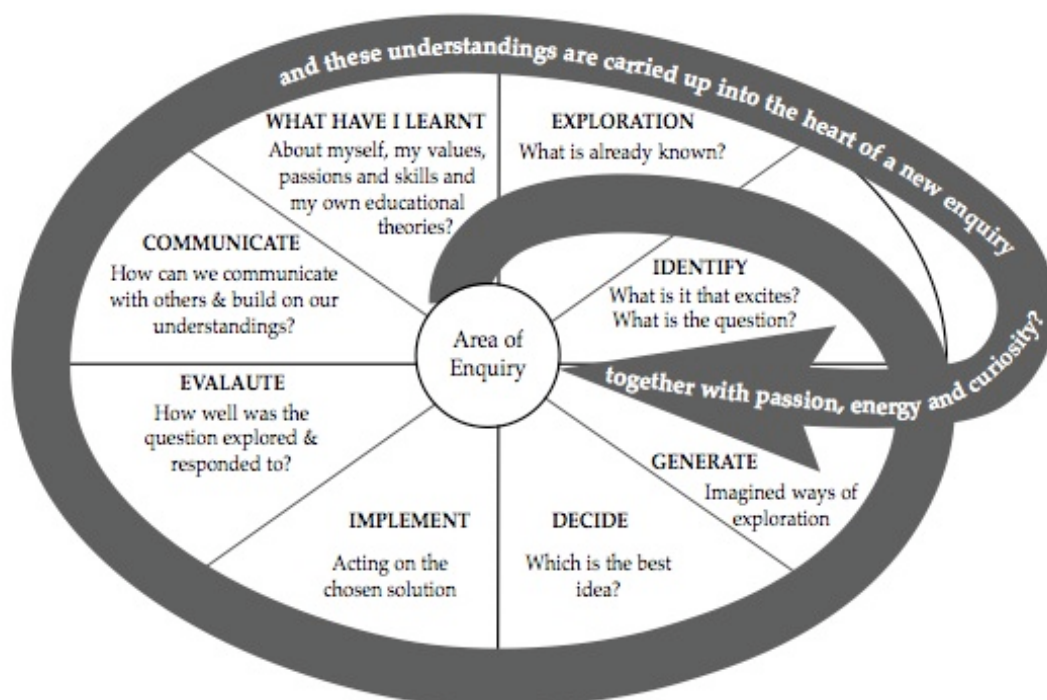 and these understandings are carried up into the heart of a new enquiry
together with passion, energy and curiosity?
Area of
Enquiry
EXPLORATION
What is already known?
IDENTIFY
What is it that excites?
What is the question?
GENERATE
Imagined ways of
exploration
DECIDE
Which is the best
idea?
IMPLEMENT
Acting on the
chosen solution
EVALAUTE
How well was the
question explored &
responded to?
COMMUNICATE
How can we communicate
with others & build on our
understandings?
WHAT HAVE I LEARNT
About myself, my values,
passions and skills and
my own educational
theories?